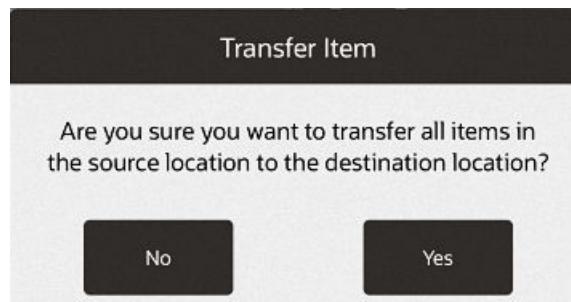 Transfer Item
Are you sure you want to transfer all items in
the source location to the destination location?
No
Yes